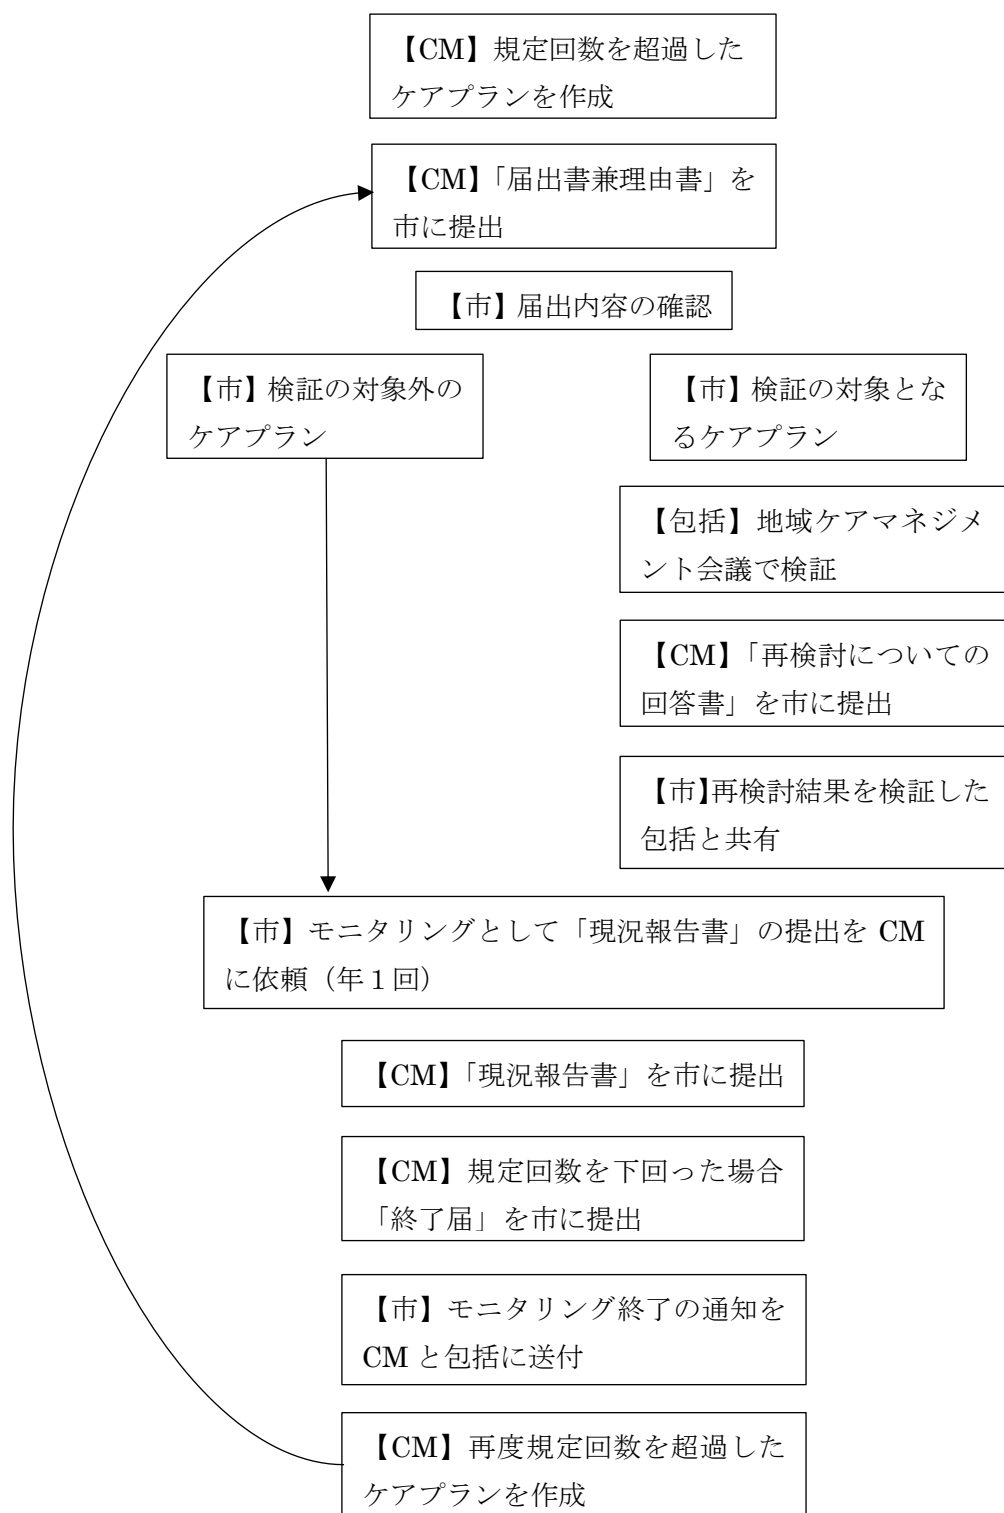 【CM】規定回数を超過した
ケアプランを作成
【CM】「届出書兼理由書」を
市に提出
【市】届出内容の確認
【市】検証の対象外の
ケアプラン
【市】検証の対象とな
るケアプラン
【包括】地域ケアマネジメ
ント会議で検証
【CM】「再検討についての
回答書」を市に提出
【市】再検討結果を検証した
包括と共有
【市】モニタリングとして「現況報告書」の提出を CM
に依頼（年１回）
【CM】「現況報告書」を市に提出
【CM】規定回数を下回った場合
「終了届」を市に提出
【市】モニタリング終了の通知を
CM と包括に送付
【CM】再度規定回数を超過した
ケアプランを作成